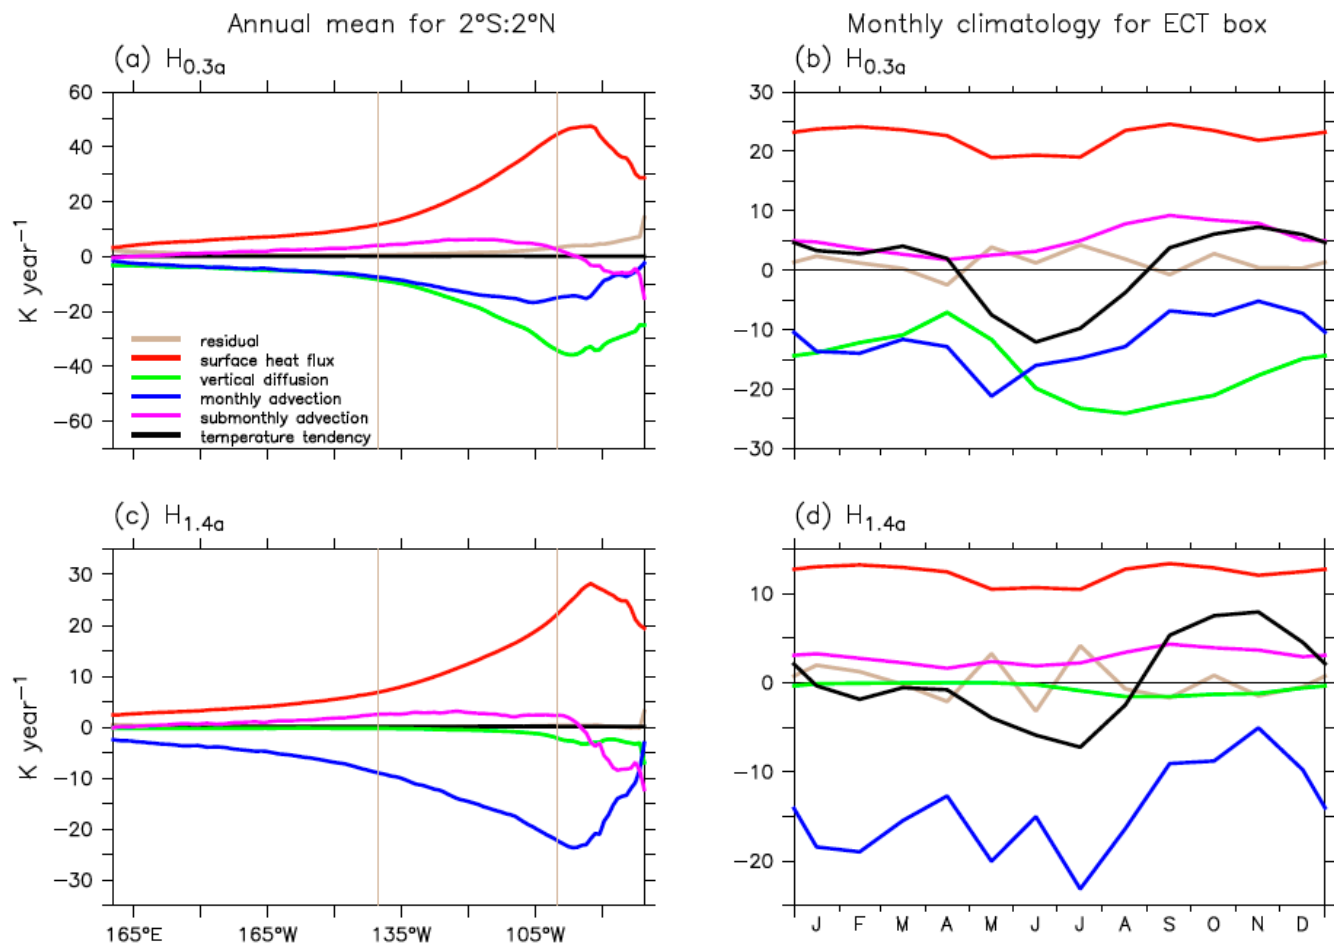 Annual mean for 2°S:2°N
Monthly climatology for ECT box
(a) H0.3a
(b) H0.3a
60
40
20
0
−20
−40
−60
K year−1
residual
surface heat flux
vertical diffusion
monthly advection
submonthly advection
temperature tendency
30
20
10
0
−10
−20
−30
(c) H1.4a
(d) H1.4a
30
20
10
0
−10
−20
−30
K year−1
165°E 165°W 135°W 105°W
10
0
−10
−20
J F M A M J J A S O N D